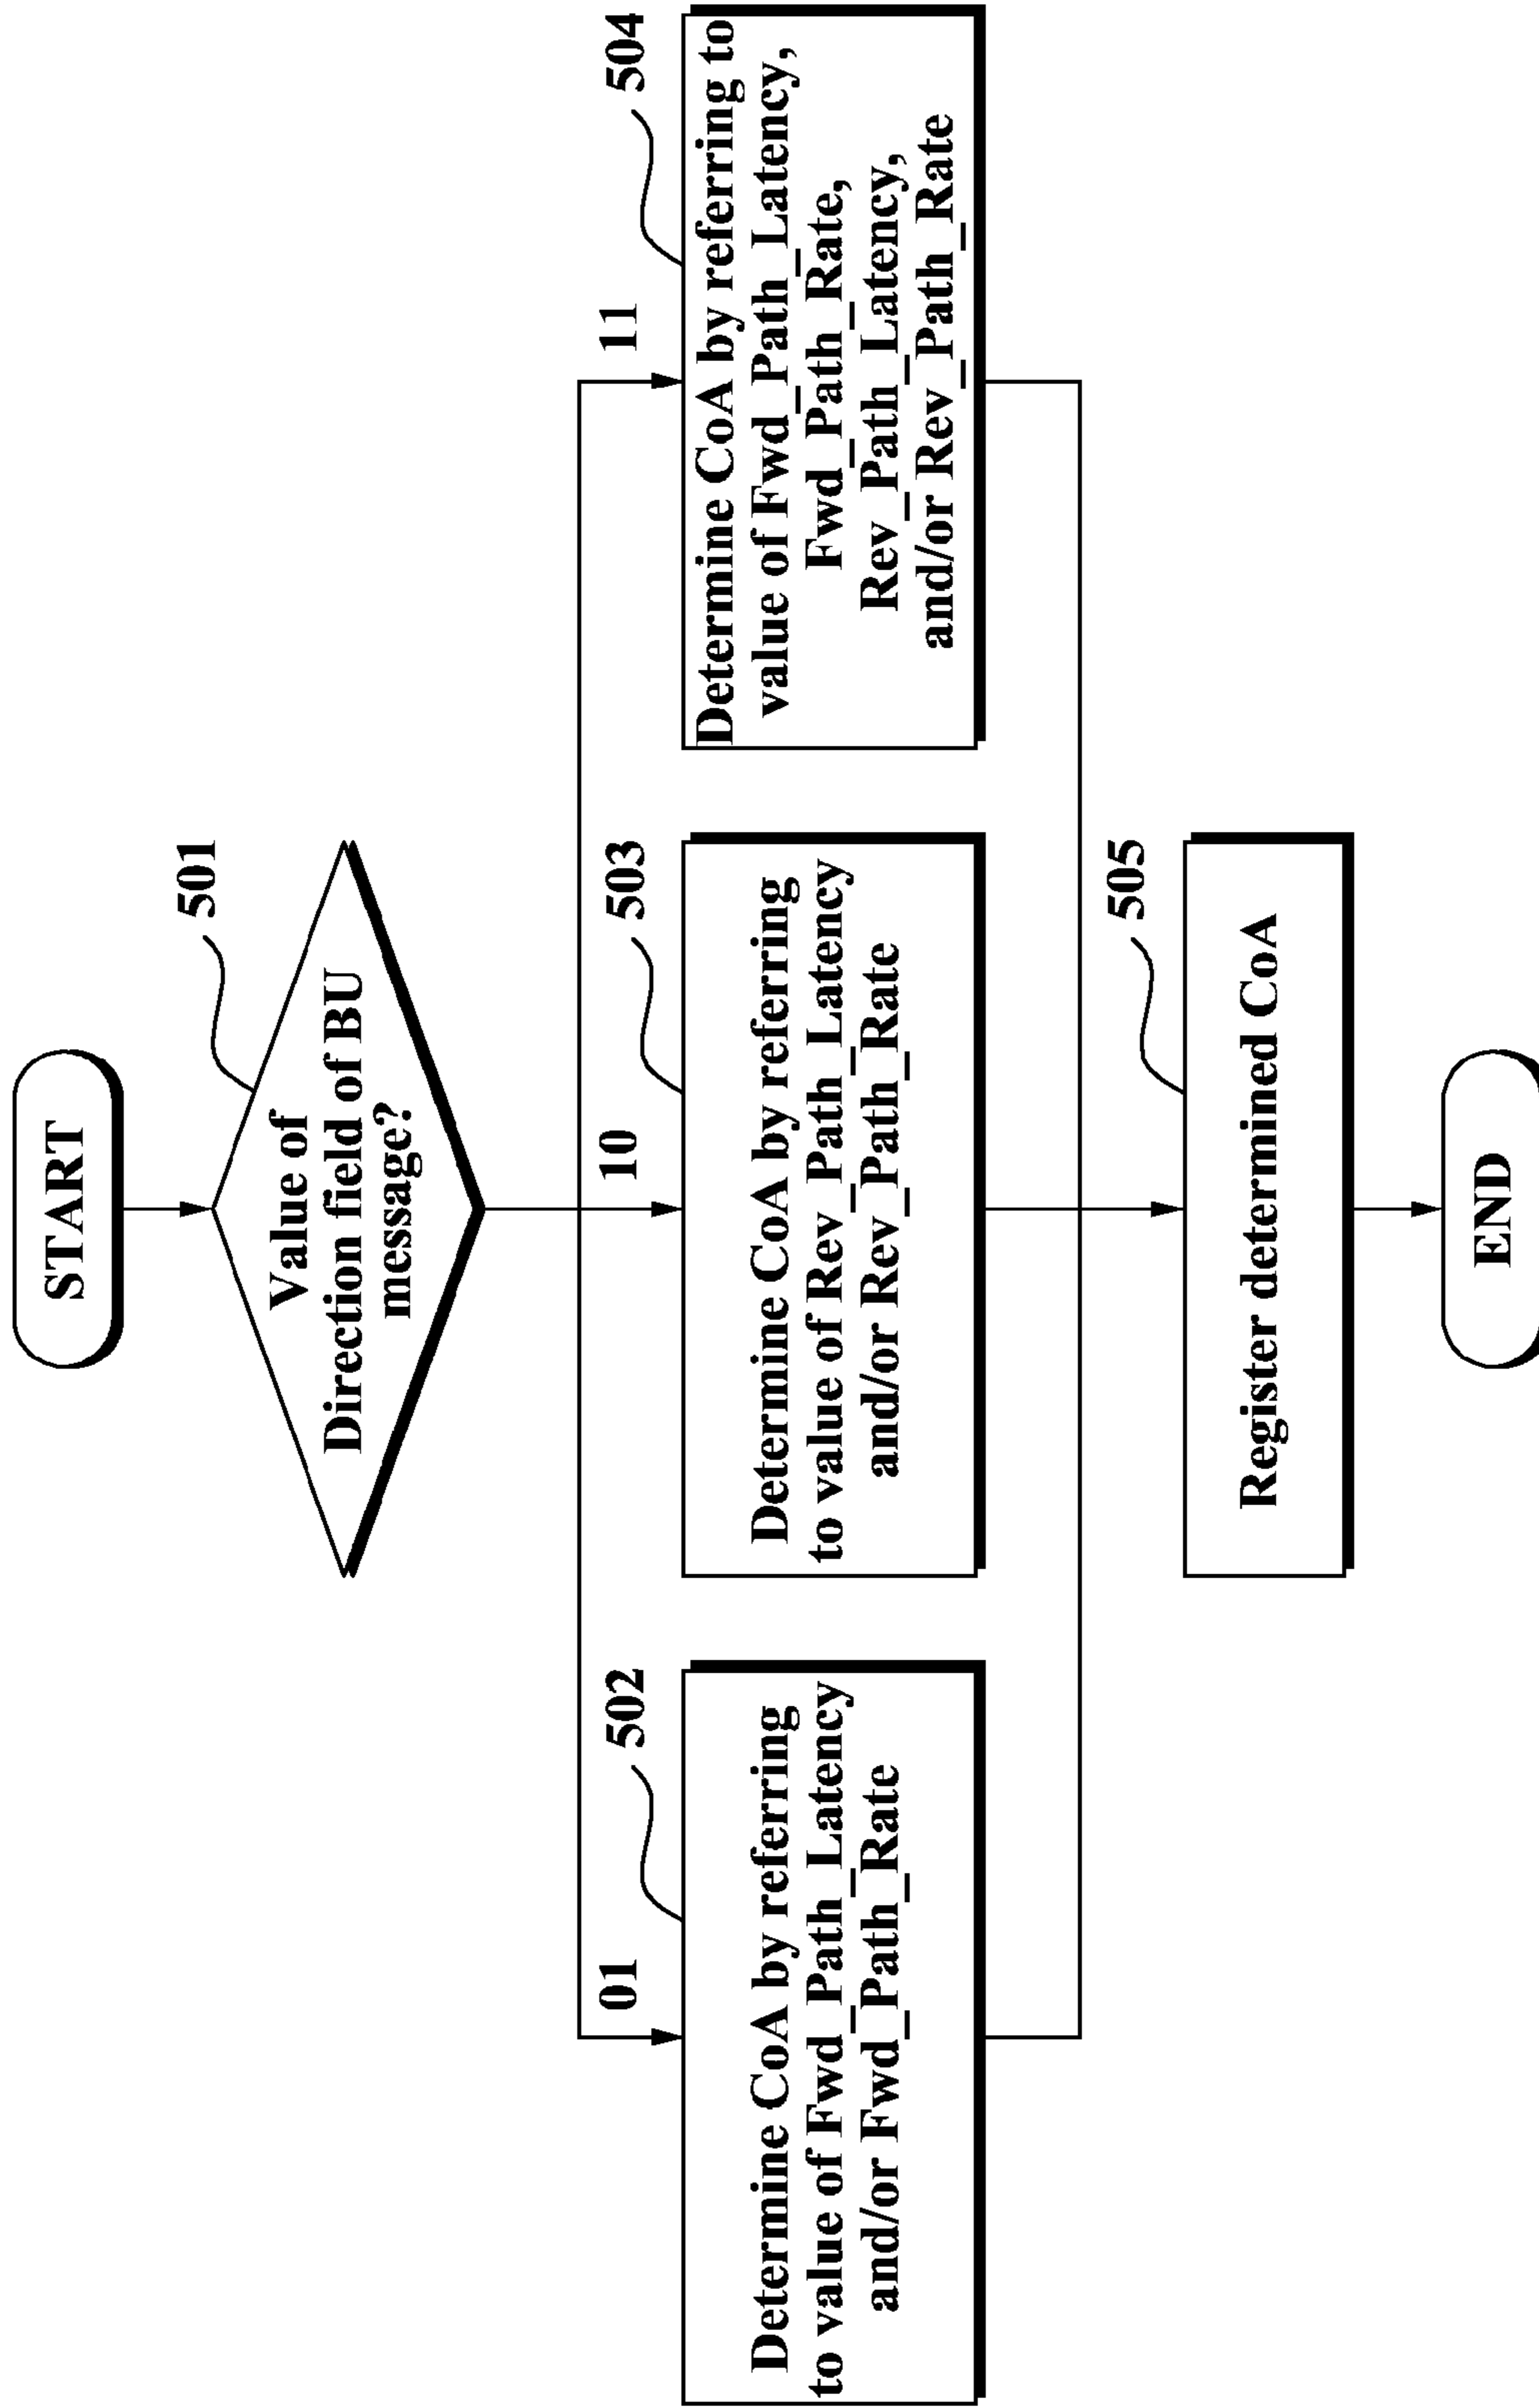 START
501
Value of
Direction field of BU
message?
01
502
Determine CoA by referring
to value of Fwd_Path_Latency
and/or Fwd_Path_Rate
10
503
Determine CoA by referring
to value of Rev_Path_Latency
and/or Rev_Path_Rate
11
504
Determine CoA by referring to
value of Fwd_Path_Latency,
Fwd_Path_Rate,
Rev_Path_Latency,
and/or Rev_Path_Rate
505
Register determined CoA
END